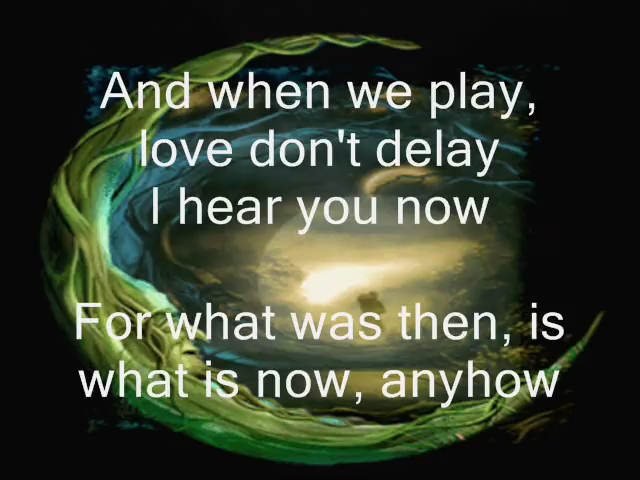 And when we play,
love don't delay
I hear you now
For what was then, is
what is now, anyhow